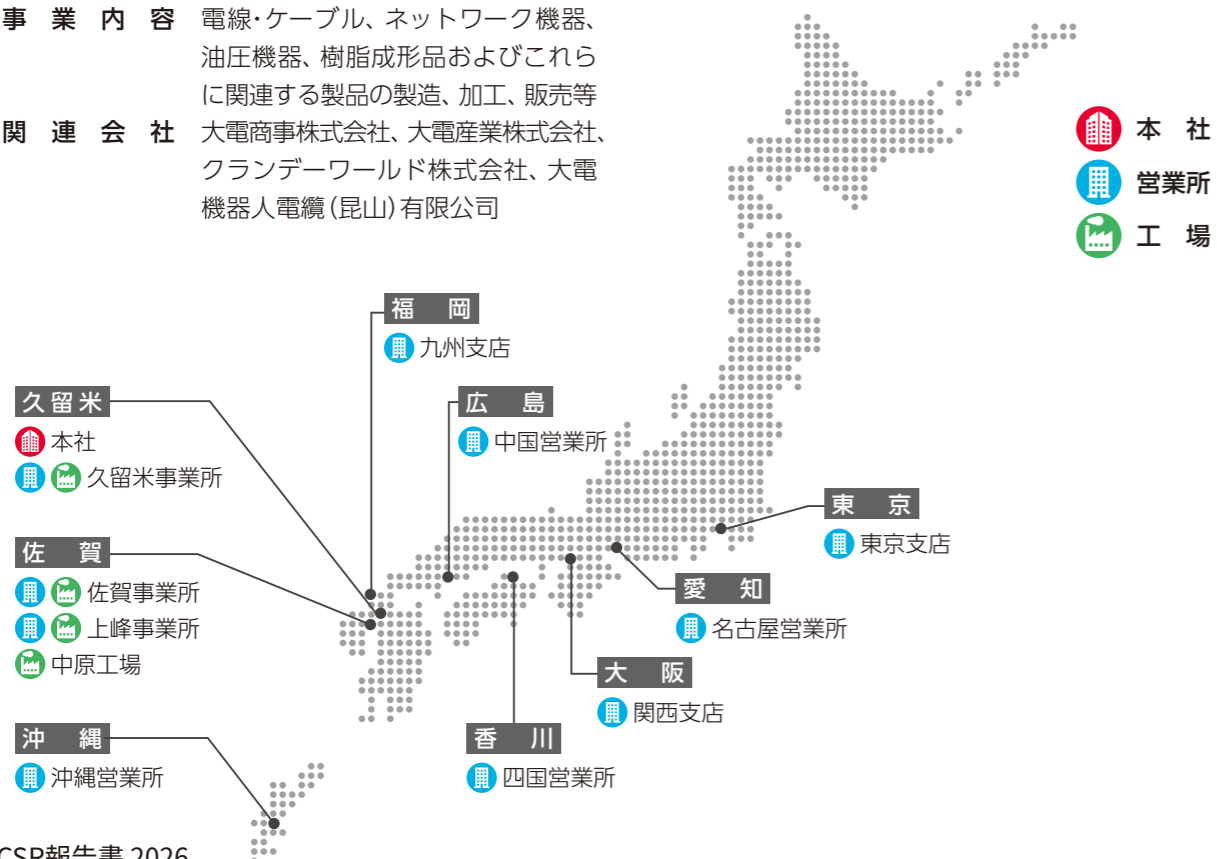 事業内容 電線・ケーブル、ネットワーク機器、
油圧機器、樹脂成形品およびこれら
に関連する製品の製造、加工、販売等
関連会社 大電商事株式会社、大電産業株式会社、
クランデーワールド株式会社、大電
機器人電纜(昆山)有限公司
本社
営業所
工場
福岡
九州支店
久留米
本社
久留米事業所
広島
中国営業所
東京
東京支店
佐賀
佐賀事業所
上峰事業所
中原工場
愛知
名古屋営業所
大阪
関西支店
沖縄
沖縄営業所
香川
四国営業所
CSR報告書 2026